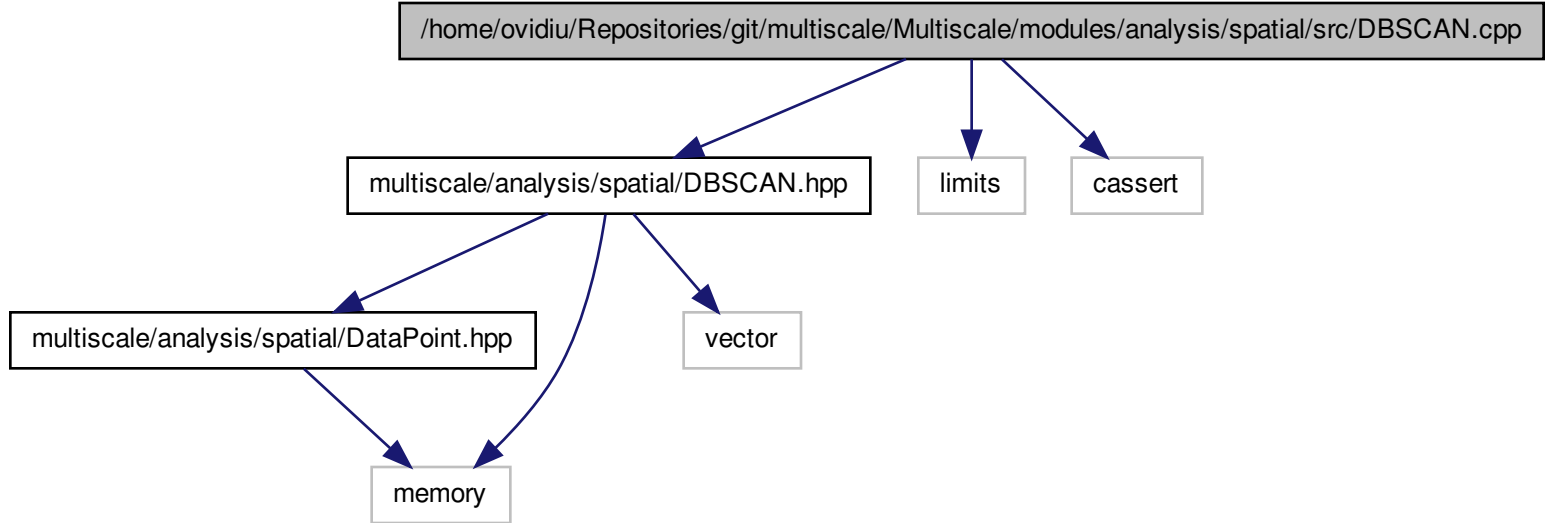 /home/ovidiu/Repositories/git/multiscale/Multiscale/modules/analysis/spatial/src/DBSCAN.cpp
multiscale/analysis/spatial/DBSCAN.hpp
limits
cassert
multiscale/analysis/spatial/DataPoint.hpp
vector
memory